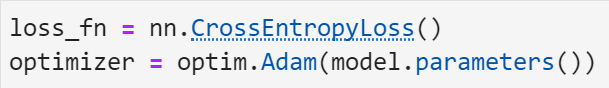 loss_fn = nn.CrossEntropyLoss()
optimizer = optim.Adam(model.parameters())